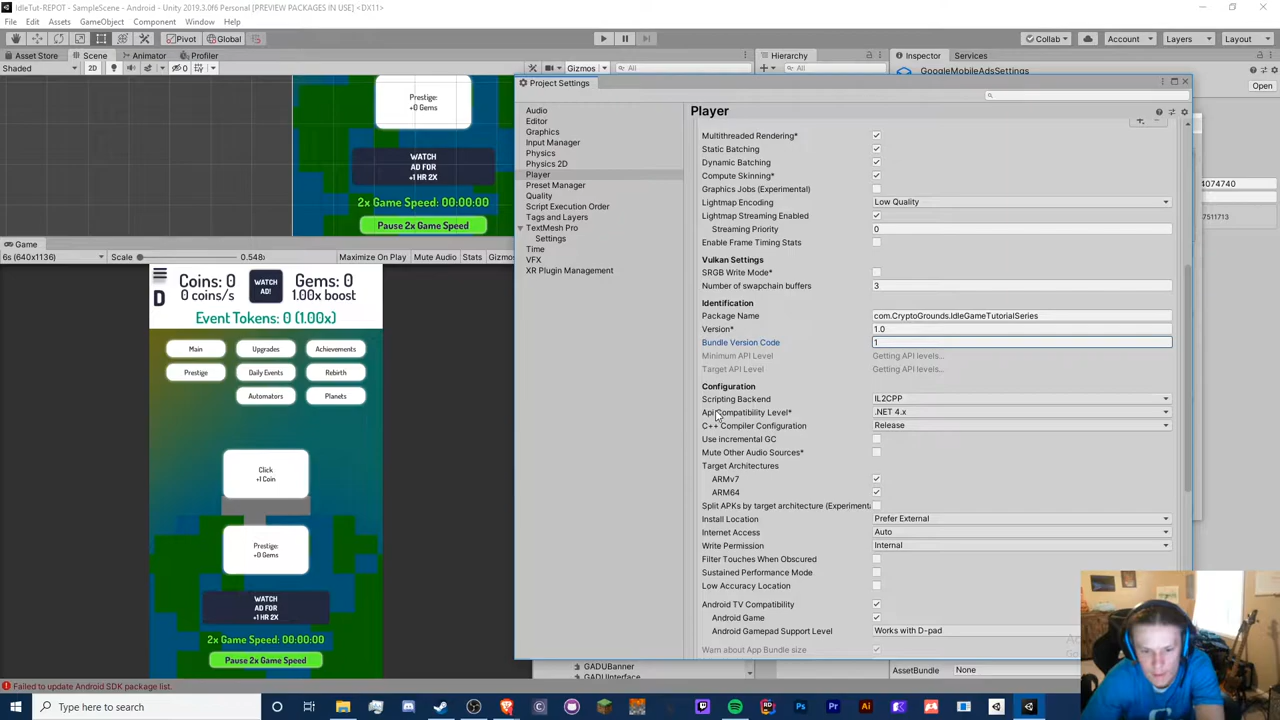 IdleTut-REPOT - SampleScene - Android - Unity 2019.3.0f6 Personal [PREVIEW PACKAGES IN USE] <DX11>
File Edit Assets GameObject Component Window Help
Pivot Global Collab Account Layers Layout
Asset Store Scene Animator Profiler Hierarchy Inspector Services
Shaded 2D 0 Gizmos All All GoogleMobileAdsSettings
Open
Prestige:
+0 Gems
WATCH
AD FOR
+1 HR 2X
2x Game Speed: 00:00:00
Pause 2x Game Speed
Game
6s (640x1136) Scale 0.548x Maximize On Play Mute Audio Stats Gizmos
Coins: 0
0 coins/s
WATCH
AD!
Gems: 0
1.00x boost
D
Event Tokens: 0 (1.00x)
Main Upgrades Achievements
Prestige Daily Events Rebirth
Automators Planets
Click
+1 Coin
Prestige:
+0 Gems
WATCH
AD FOR
+1 HR 2X
2x Game Speed: 00:00:00
Pause 2x Game Speed
Project Settings
Audio
Editor
Graphics
Input Manager
Physics
Physics 2D
Player
Preset Manager
Quality
Script Execution Order
Tags and Layers
TextMesh Pro
Settings
Time
VFX
XR Plugin Management
Player
Multithreaded Rendering*
Static Batching
Dynamic Batching
Compute Skinning*
Graphics Jobs (Experimental)
Lightmap Encoding Low Quality
Lightmap Streaming Enabled
Streaming Priority 0
Enable Frame Timing Stats
Vulkan Settings
SRGB Write Mode*
Number of swapchain buffers 3
Identification
Package Name com.CryptoGrounds.IdleGameTutorialSeries
Version* 1.0
Bundle Version Code 1
Minimum API Level Getting API levels...
Target API Level Getting API levels...
Configuration
Scripting Backend IL2CPP
Api Compatibility Level* .NET 4.x
C++ Compiler Configuration Release
Use incremental GC
Mute Other Audio Sources*
Target Architectures
ARMv7
ARM64
Split APKs by target architecture (Experiment
Install Location Prefer External
Internet Access Auto
Write Permission Internal
Filter Touches When Obscured
Sustained Performance Mode
Low Accuracy Location
Android TV Compatibility
Android Game
Android Gamepad Support Level Works with D-pad
Warn about App Bundle size
4074740
7511713
GADUBanner
GADUInterface
AssetBundle None
Failed to update Android SDK package list.
Type here to search